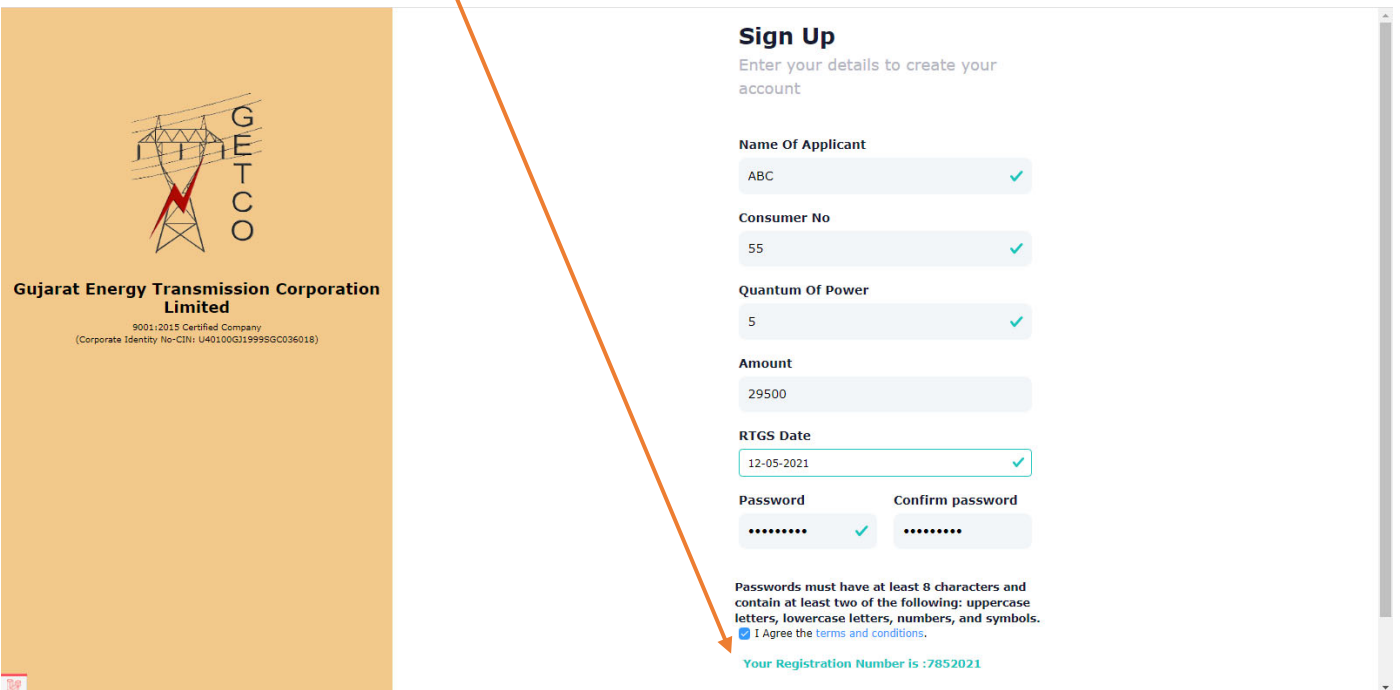 G
E
T
C
O
Gujarat Energy Transmission Corporation
Limited
9001:2015 Certified Company
(Corporate Identity No-CIN: U40100GJ1999SGC036018)
Sign Up
Enter your details to create your
account
Name Of Applicant
ABC
Consumer No
55
Quantum Of Power
5
Amount
29500
RTGS Date
12-05-2021
Password Confirm password
••••••••• •••••••••
Passwords must have at least 8 characters and
contain at least two of the following: uppercase
letters, lowercase letters, numbers, and symbols.
I Agree the terms and conditions.
Your Registration Number is :7852021